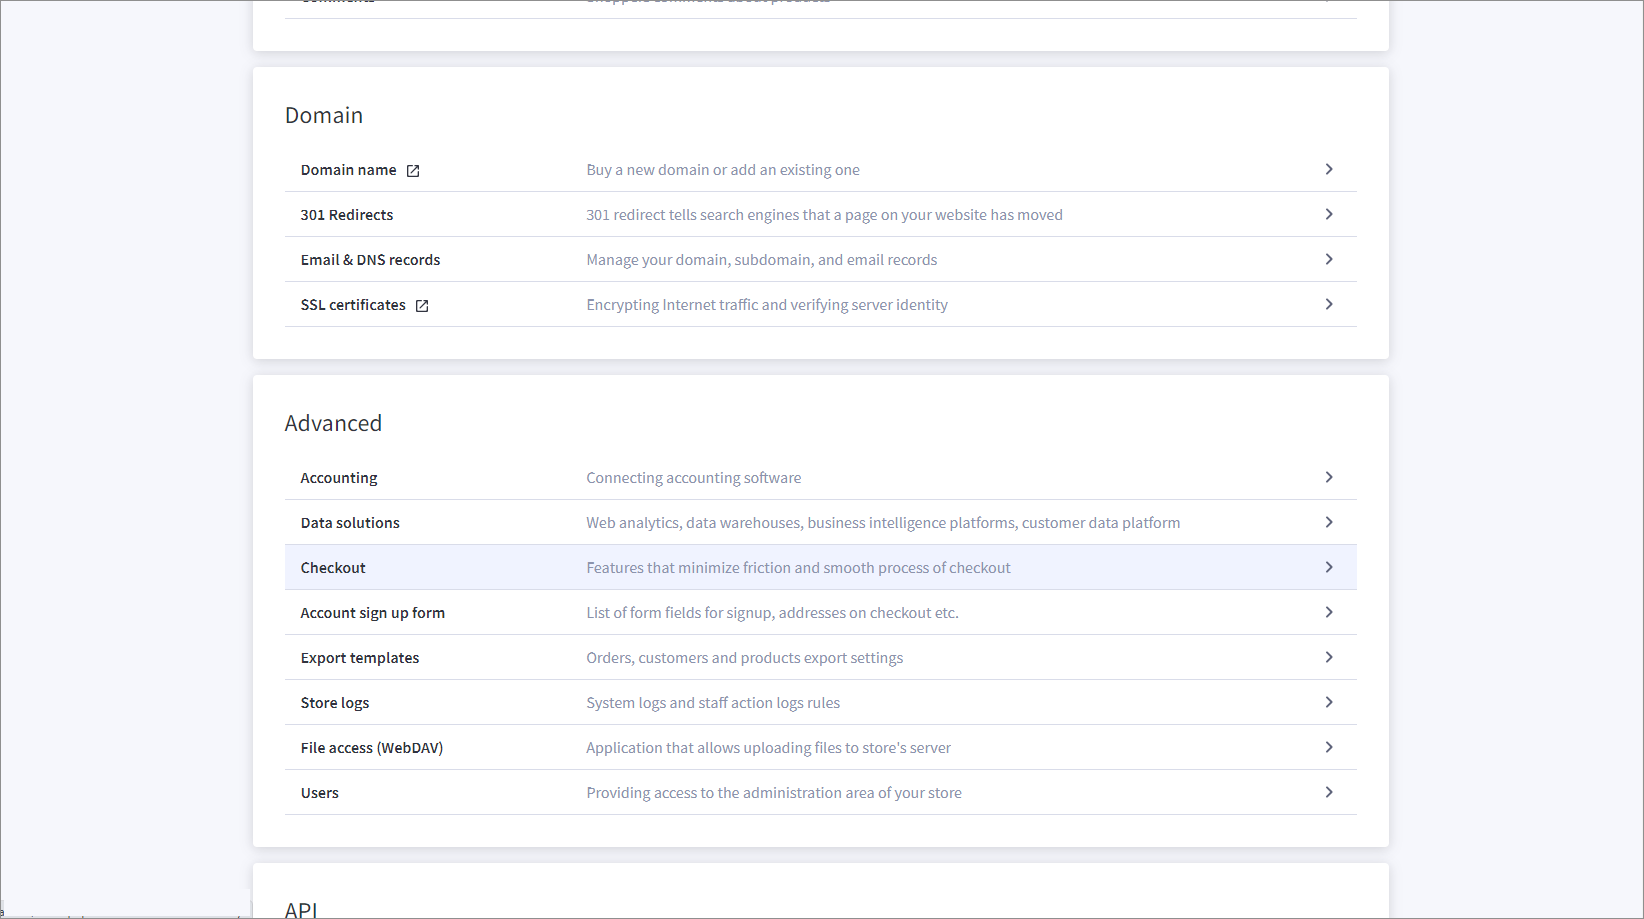 Domain
Domain name Buy a new domain or add an existing one
301 Redirects 301 redirect tells search engines that a page on your website has moved
Email & DNS records Manage your domain, subdomain, and email records
SSL certificates Encrypting Internet traffic and verifying server identity
Advanced
Accounting Connecting accounting software
Data solutions Web analytics, data warehouses, business intelligence platforms, customer data platform
Checkout Features that minimize friction and smooth process of checkout
Account sign up form List of form fields for signup, addresses on checkout etc.
Export templates Orders, customers and products export settings
Store logs System logs and staff action logs rules
File access (WebDAV) Application that allows uploading files to store's server
Users Providing access to the administration area of your store
API